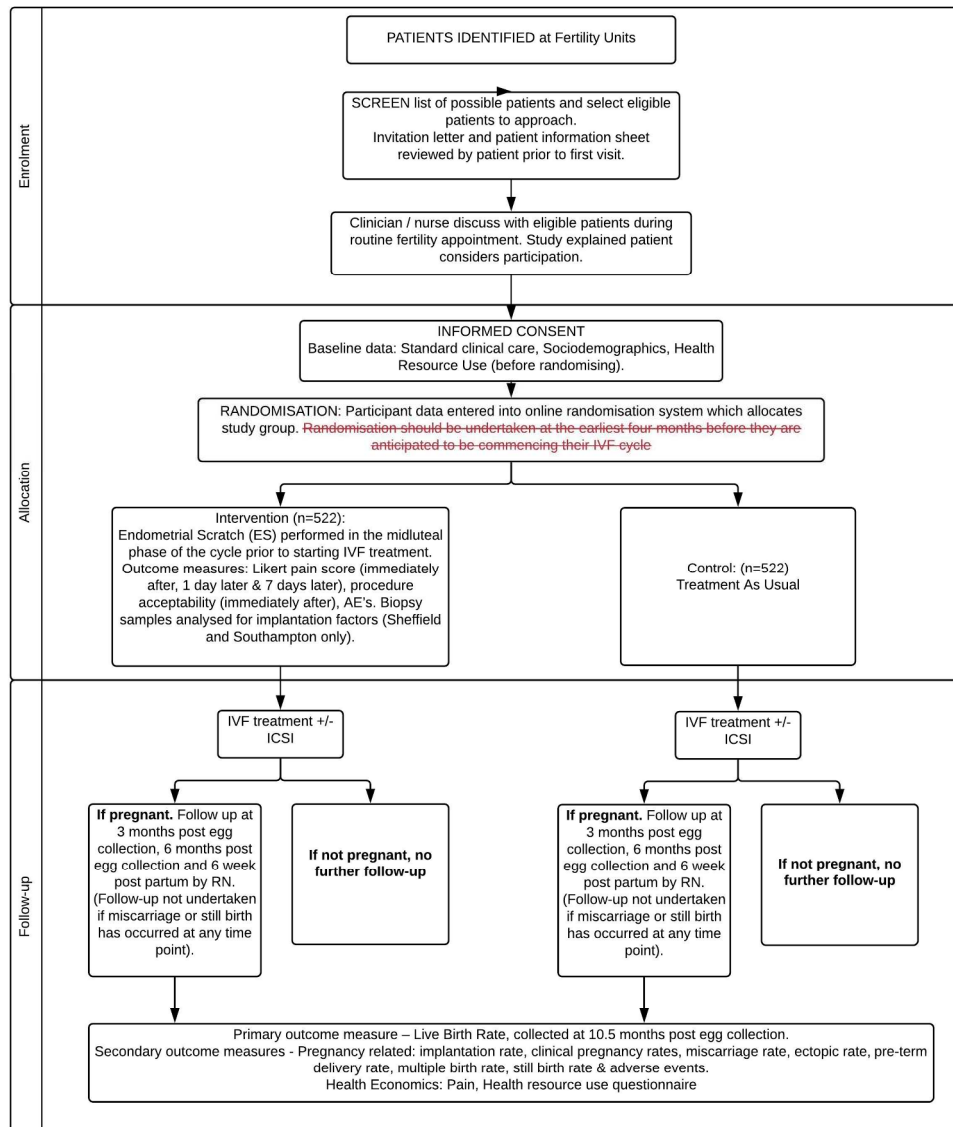 PATIENTS IDENTIFIED at Fertility Units
SCREEN list of possible patients and select eligible
patients to approach.
Invitation letter and patient information sheet
reviewed by patient prior to first visit.
Enrolment
Clinician / nurse discuss with eligible patients during
routine fertility appointment. Study explained patient
considers participation.
INFORMED CONSENT
Baseline data: Standard clinical care, Sociodemographics, Health
Resource Use (before randomising).
RANDOMISATION: Participant data entered into online randomisation system which allocates
study group. Randomisation should be undertaken at the earliest four months before they are
anticipated to be commencing their IVF cycle
Allocation
Intervention (n=522):
Endometrial Scratch (ES) performed in the midluteal
phase of the cycle prior to starting IVF treatment.
Outcome measures: Likert pain score (immediately
after, 1 day later & 7 days later), procedure
acceptability (immediately after), AE's. Biopsy
samples analysed for implantation factors (Sheffield
and Southampton only).
Control: (n=522)
Treatment As Usual
IVF treatment +/-
ICSI
IVF treatment +/-
ICSI
Follow-up
If pregnant. Follow up at
3 months post egg
collection, 6 months post
egg collection and 6 week
post partum by RN.
(Follow-up not undertaken
if miscarriage or still birth
has occurred at any time
point).
If not pregnant, no
further follow-up
If pregnant. Follow up at
3 months post egg
collection, 6 months post
egg collection and 6 week
post partum by RN.
(Follow-up not undertaken
if miscarriage or still birth
has occurred at any time
point).
If not pregnant, no
further follow-up
Primary outcome measure – Live Birth Rate, collected at 10.5 months post egg collection.
Secondary outcome measures - Pregnancy related: implantation rate, clinical pregnancy rates, miscarriage rate, ectopic rate, pre-term
delivery rate, multiple birth rate, still birth rate & adverse events.
Health Economics: Pain, Health resource use questionnaire